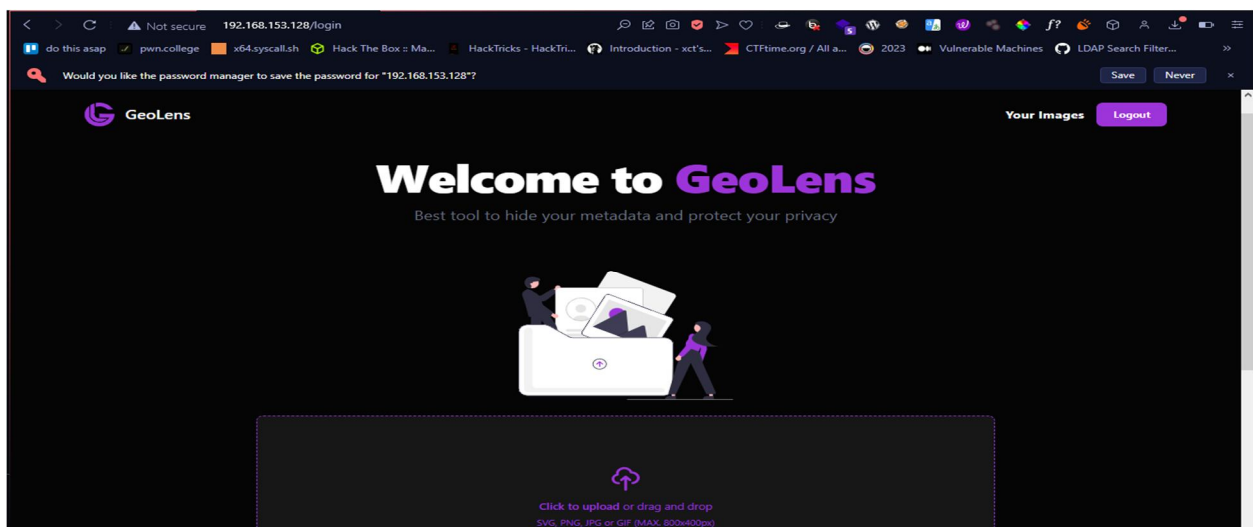 Not secure 192.168.153.128/login
do this asap pwn.college x64.syscall.sh Hack The Box :: Ma... HackTricks - HackTri... Introduction - xct's... CTFtime.org / All a... 2023 Vulnerable Machines LDAP Search Filter... »
Would you like the password manager to save the password for "192.168.153.128"? Save Never ×
GeoLens Your Images Logout
Welcome to GeoLens
Best tool to hide your metadata and protect your privacy
Click to upload or drag and drop
SVG, PNG, JPG or GIF (MAX. 800x400px)